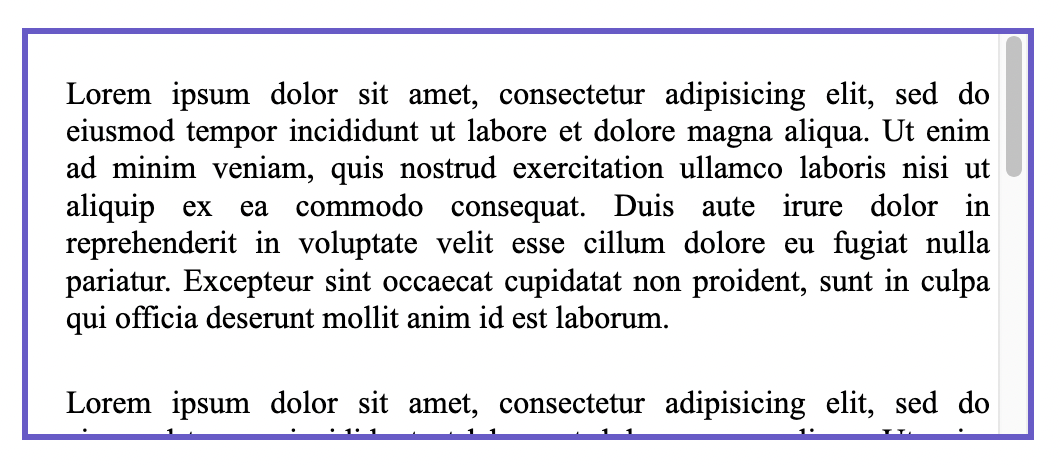 Lorem ipsum dolor sit amet, consectetur adipisicing elit, sed do
eiusmod tempor incididunt ut labore et dolore magna aliqua. Ut enim
ad minim veniam, quis nostrud exercitation ullamco laboris nisi ut
aliquip ex ea commodo consequat. Duis aute irure dolor in
reprehenderit in voluptate velit esse cillum dolore eu fugiat nulla
pariatur. Excepteur sint occaecat cupidatat non proident, sunt in culpa
qui officia deserunt mollit anim id est laborum.
Lorem ipsum dolor sit amet, consectetur adipisicing elit, sed do